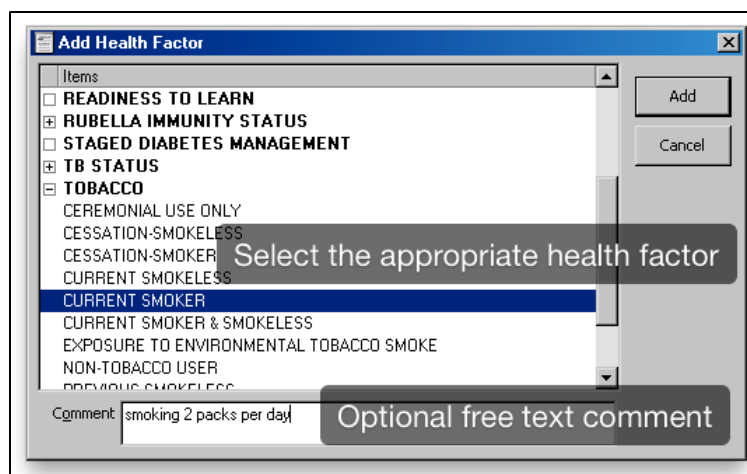 Add Health Factor
Items
READINESS TO LEARN
Add
RUBELLA IMMUNITY STATUS
STAGED DIABETES MANAGEMENT
Cancel
TB STATUS
TOBACCO
CEREMONIAL USE ONLY
CESSATION-SMOKELESS
CESSATION-SMOKER
Select the appropriate health factor
CURRENT SMOKELESS
CURRENT SMOKER
CURRENT SMOKER & SMOKELESS
EXPOSURE TO ENVIRONMENTAL TOBACCO SMOKE
NON-TOBACCO USER
PREVIOUS SMOKELESS
Comment smoking 2 packs per day
Optional free text comment